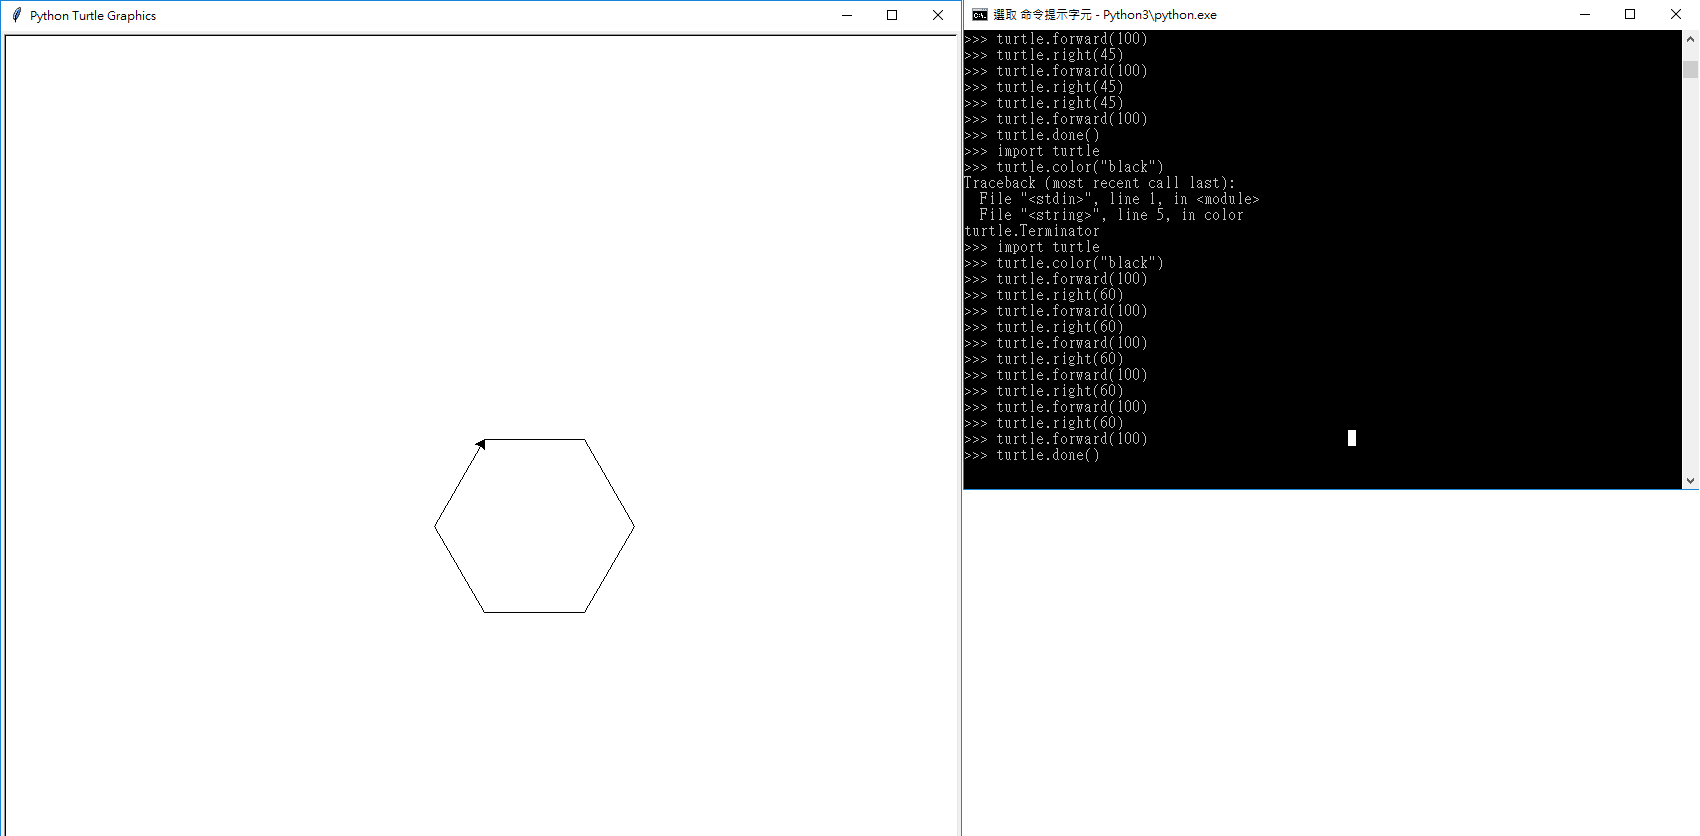 Python Turtle Graphics
選取 命令提示字元 - Python3\python.exe
>>> turtle.forward(100)
>>> turtle.right(45)
>>> turtle.forward(100)
>>> turtle.right(45)
>>> turtle.right(45)
>>> turtle.forward(100)
>>> turtle.done()
>>> import turtle
>>> turtle.color("black")
Traceback (most recent call last):
  File "<stdin>", line 1, in <module>
  File "<string>", line 5, in color
turtle.Terminator
>>> import turtle
>>> turtle.color("black")
>>> turtle.forward(100)
>>> turtle.right(60)
>>> turtle.forward(100)
>>> turtle.right(60)
>>> turtle.forward(100)
>>> turtle.right(60)
>>> turtle.forward(100)
>>> turtle.right(60)
>>> turtle.forward(100)
>>> turtle.right(60)
>>> turtle.forward(100)
>>> turtle.done()